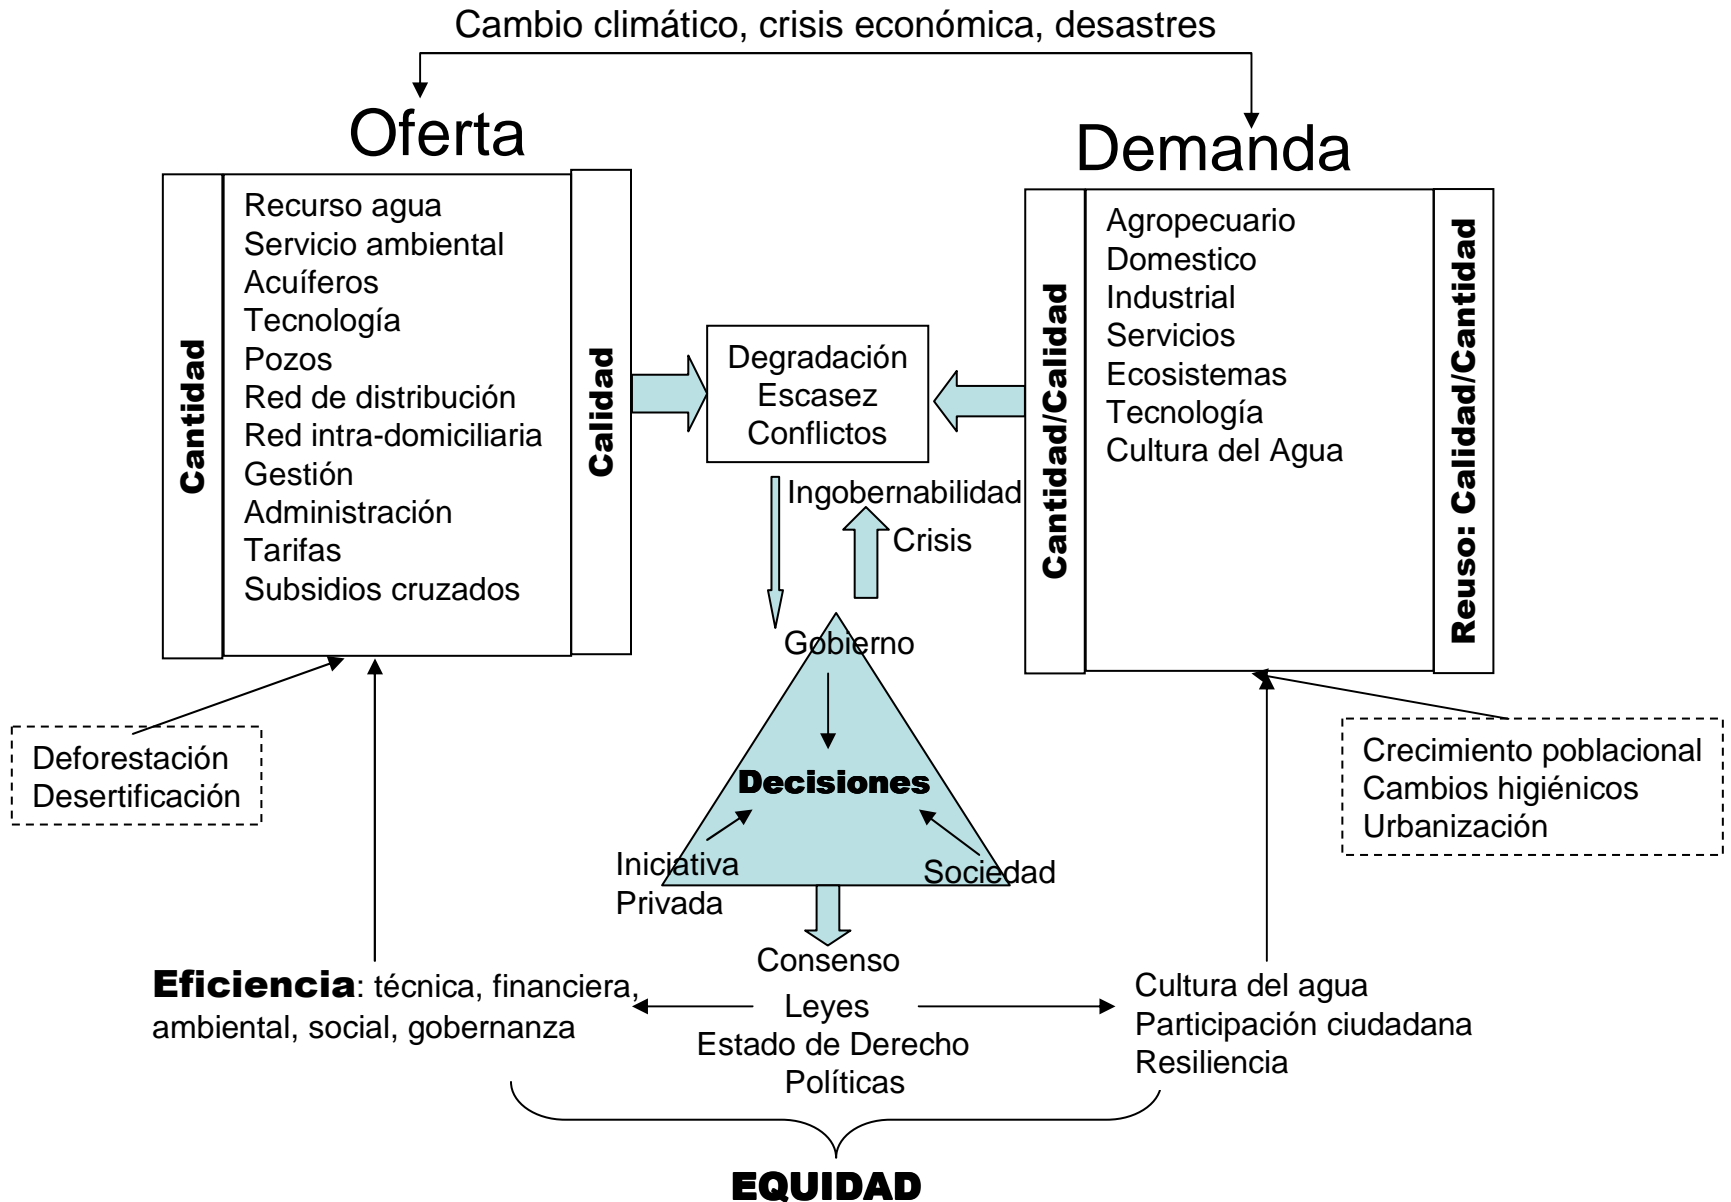 Cambio climático, crisis económica, desastres
Oferta
Demanda
Cantidad
Recurso agua
Servicio ambiental
Acuíferos
Tecnología
Pozos
Red de distribución
Red intra-domiciliaria
Gestión
Administración
Tarifas
Subsidios cruzados
Calidad
Degradación
Escasez
Conflictos
Ingobernabilidad
Crisis
Cantidad/Calidad
Agropecuario
Domestico
Industrial
Servicios
Ecosistemas
Tecnología
Cultura del Agua
Reuso: Calidad/Cantidad
Deforestación
Desertificación
Gobierno
Decisiones
Iniciativa
Privada
Sociedad
Crecimiento poblacional
Cambios higiénicos
Urbanización
Consenso
Eficiencia: técnica, financiera,
ambiental, social, gobernanza
Leyes
Estado de Derecho
Políticas
Cultura del agua
Participación ciudadana
Resiliencia
EQUIDAD